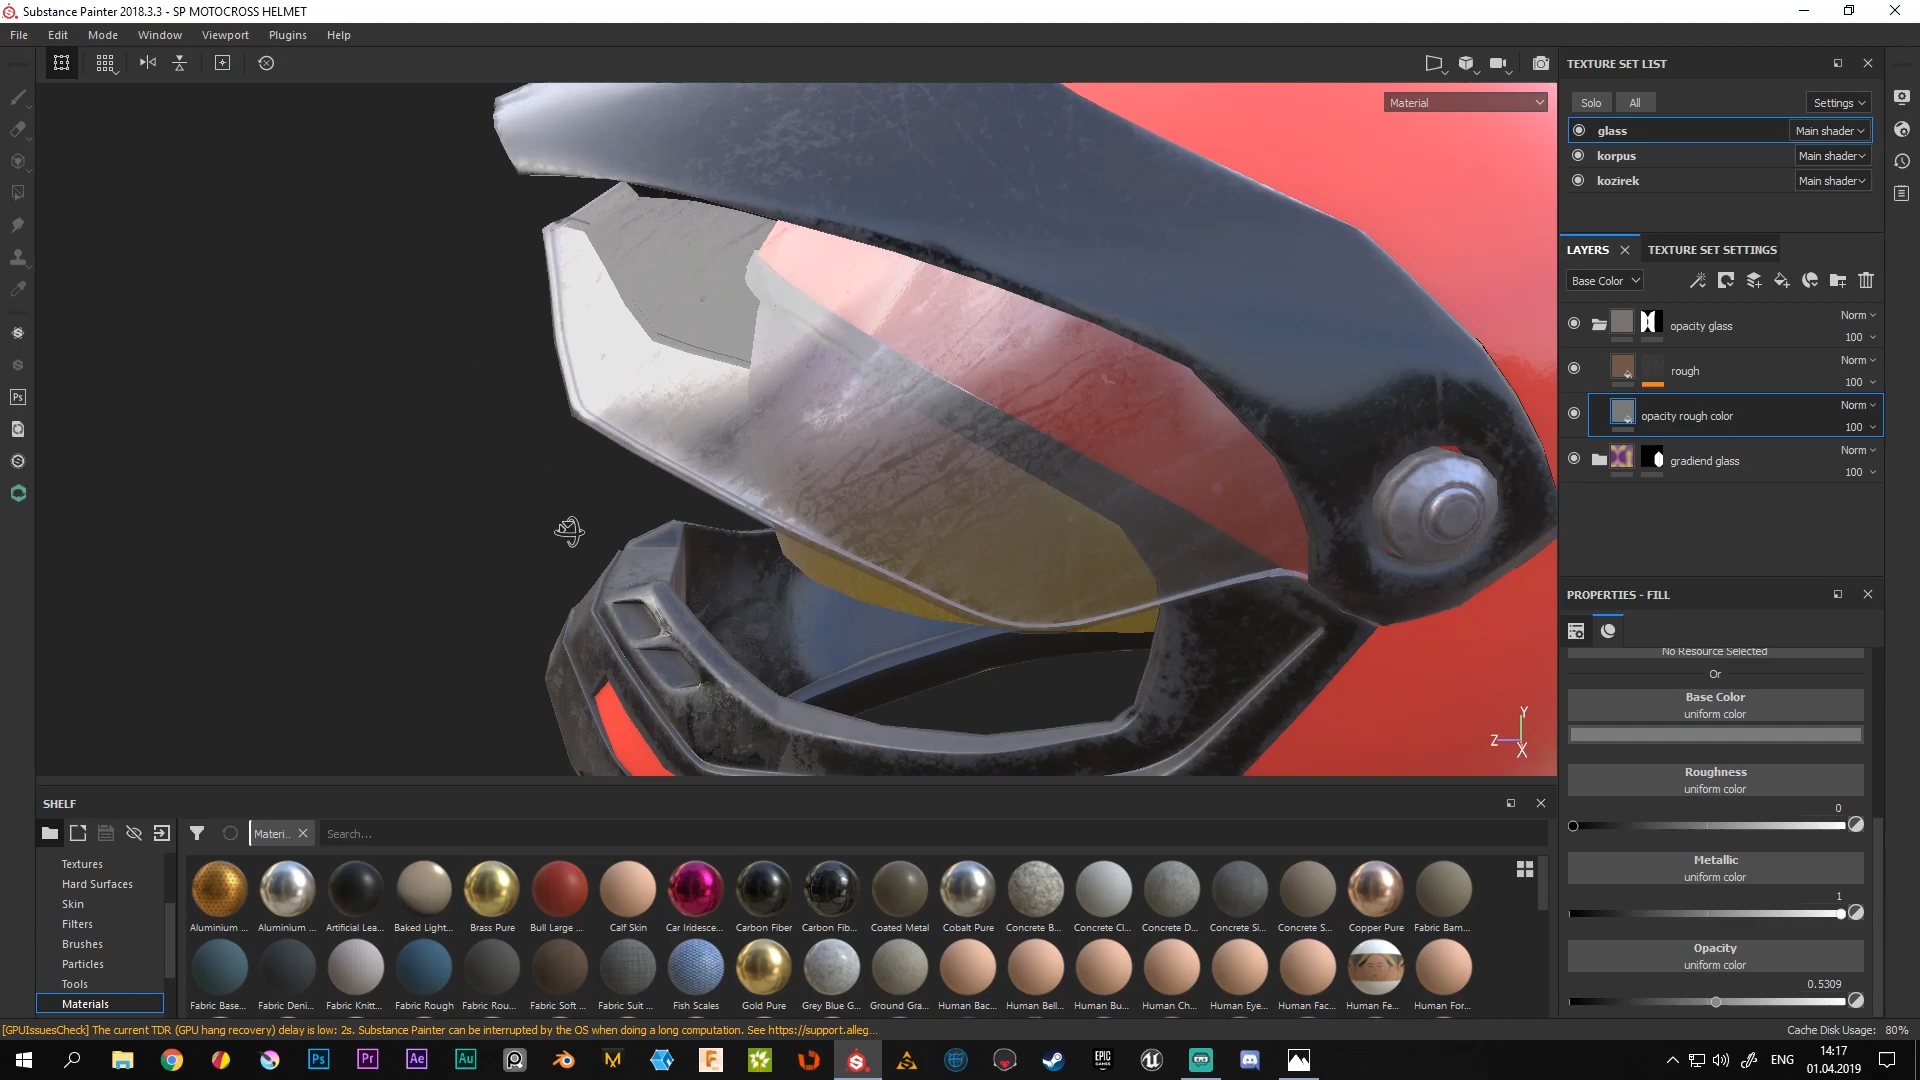 Substance Painter 2018.3.3 - SP MOTOCROSS HELMET
File Edit Mode Window Viewport Plugins Help
Material
TEXTURE SET LIST
Solo All Settings
glass Main shader
korpus Main shader
kozirek Main shader
LAYERS TEXTURE SET SETTINGS
Base Color
opacity glass Norm 100
rough Norm 100
opacity rough color Norm 100
gradiend glass Norm 100
PROPERTIES - FILL
No Resource Selected
Or
Base Color
uniform color
Roughness
uniform color
0
Metallic
uniform color
1
Opacity
uniform color
0.5309
Y
Z
X
SHELF
Materi.. Search...
Textures
Hard Surfaces
Skin
Filters
Brushes
Particles
Tools
Materials
Aluminium ... Aluminium ... Artificial Lea... Baked Light... Brass Pure Bull Large ... Calf Skin Car Iridesce... Carbon Fiber Carbon Fib... Coated Metal Cobalt Pure Concrete B... Concrete Cl... Concrete D... Concrete Si... Concrete S... Copper Pure Fabric Bam...
Fabric Base... Fabric Deni... Fabric Knitt... Fabric Rough Fabric Rou... Fabric Soft ... Fabric Suit ... Fish Scales Gold Pure Grey Blue G... Ground Gra... Human Bac... Human Bell... Human Bu... Human Ch... Human Eye... Human Fac... Human Fe... Human For...
[GPUIssuesCheck] The current TDR (GPU hang recovery) delay is low: 2s. Substance Painter can be interrupted by the OS when doing a long computation. See https://support.alleg...
Cache Disk Usage: 80%
Ps Pr Ae Au
ENG
14:17
01.04.2019